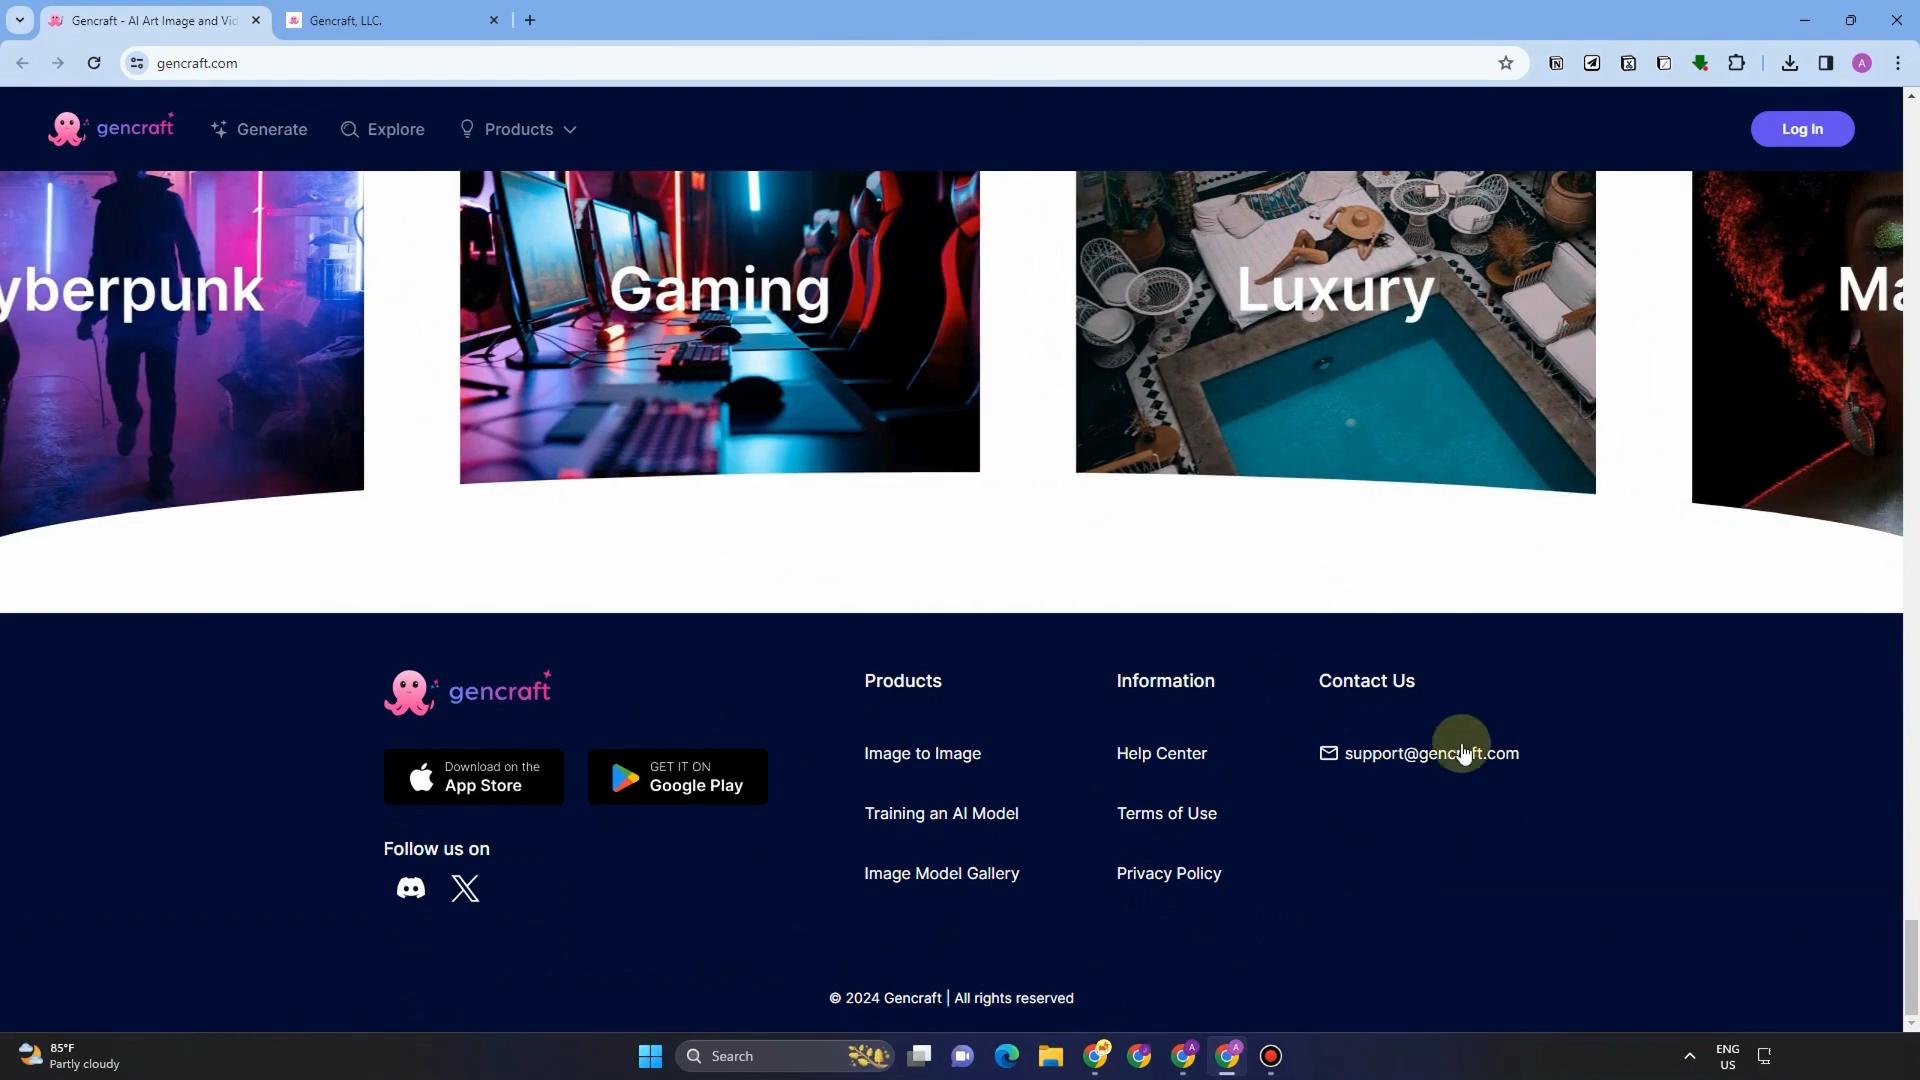 Gencraft - AI Art Image and Vi
Gencraft, LLC.
gencraft.com
A
gencraft
Generate
Explore
Products
Log In
yberpunk
Gaming
Luxury
Ma
gencraft
Download on the
App Store
GET IT ON
Google Play
Follow us on
Products
Image to Image
Training an AI Model
Image Model Gallery
Information
Help Center
Terms of Use
Privacy Policy
Contact Us
support@gencraft.com
© 2024 Gencraft | All rights reserved
85°F
Partly cloudy
Search
ENG
US